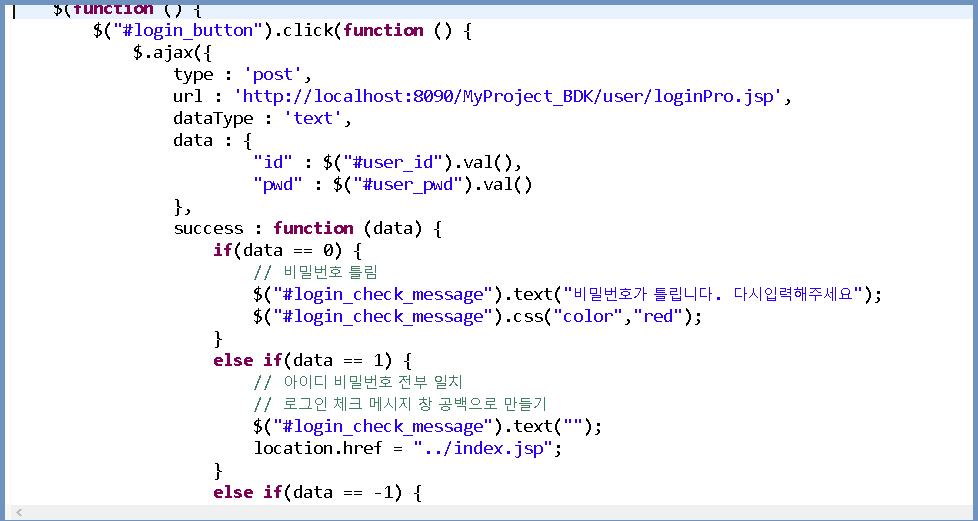 $(function () {
$("#login_button").click(function () {
$.ajax({
type : 'post',
url : 'http://localhost:8090/MyProject_BDK/user/loginPro.jsp',
dataType : 'text',
data : {
"id" : $("#user_id").val(),
"pwd" : $("#user_pwd").val()
},
success : function (data) {
if(data == 0) {
// 비밀번호 틀림
$("#login_check_message").text("비밀번호가 틀립니다. 다시입력해주세요");
$("#login_check_message").css("color","red");
}
else if(data == 1) {
// 아이디 비밀번호 전부 일치
// 로그인 체크 메시지 창 공백으로 만들기
$("#login_check_message").text("");
location.href = "../index.jsp";
}
else if(data == -1) {